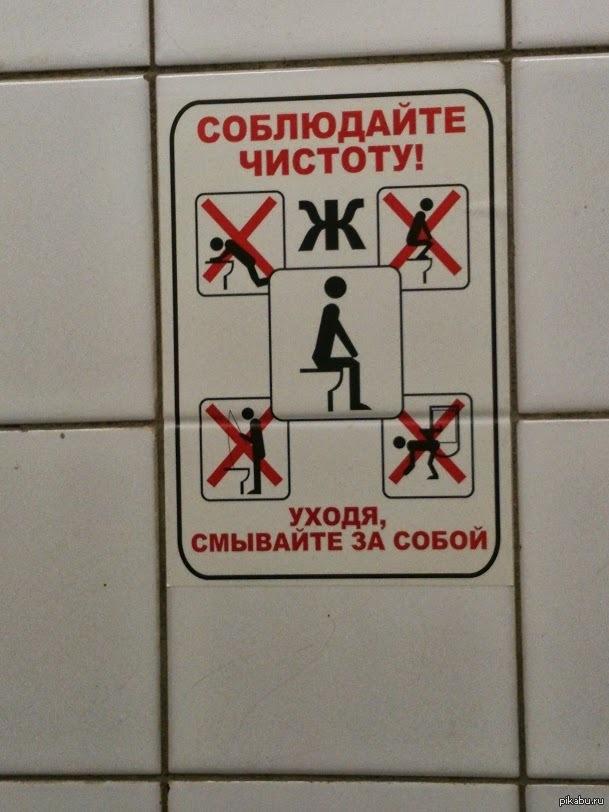 СОБЛЮДАЙТЕ
ЧИСТОТУ!
Ж
УХОДЯ,
СМЫВАЙТЕ ЗА СОБОЙ
pikabu.ru